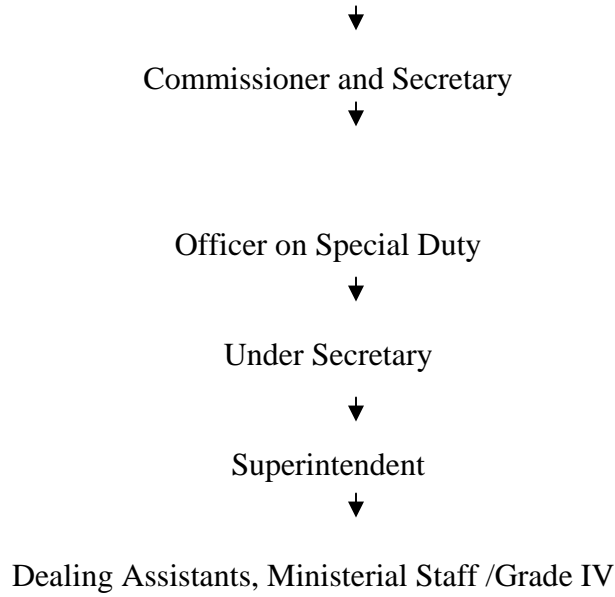 Commissioner and Secretary
Officer on Special Duty
Under Secretary
Superintendent
Dealing Assistants, Ministerial Staff /Grade IV